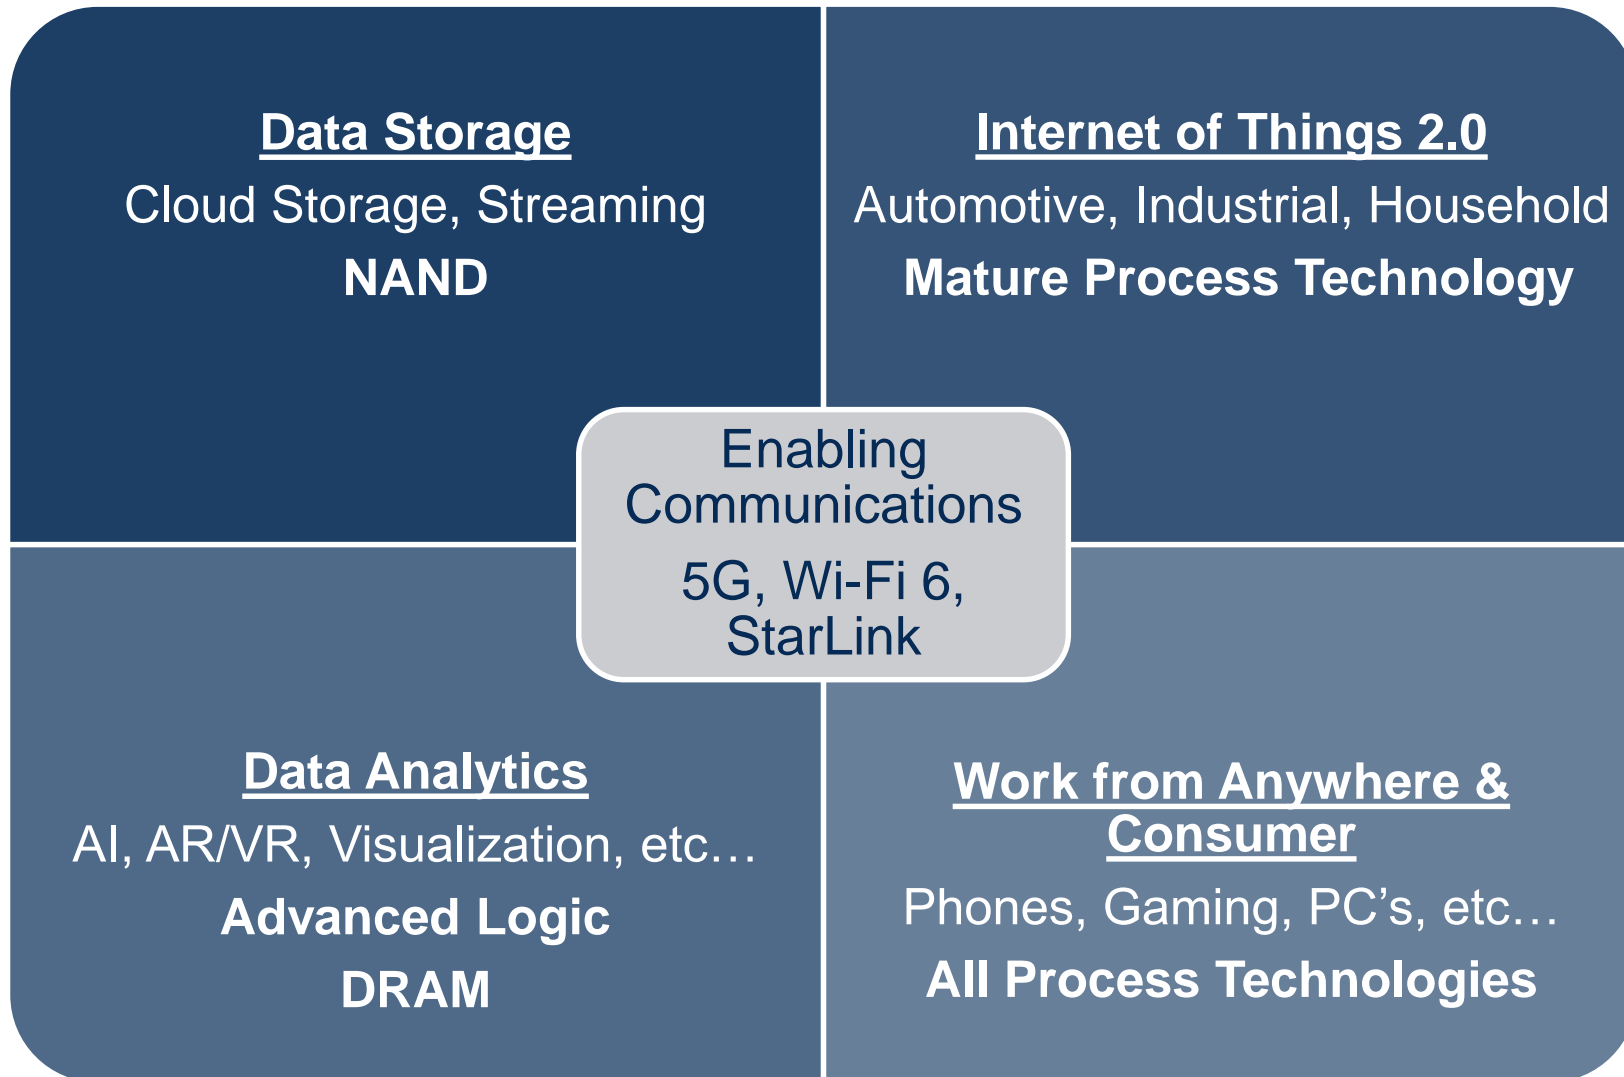 Data Storage
Cloud Storage, Streaming
NAND
Internet of Things 2.0
Automotive, Industrial, Household
Mature Process Technology
Enabling
Communications
5G, Wi-Fi 6,
StarLink
Data Analytics
AI, AR/VR, Visualization, etc…
Advanced Logic
DRAM
Work from Anywhere &
Consumer
Phones, Gaming, PC’s, etc…
All Process Technologies